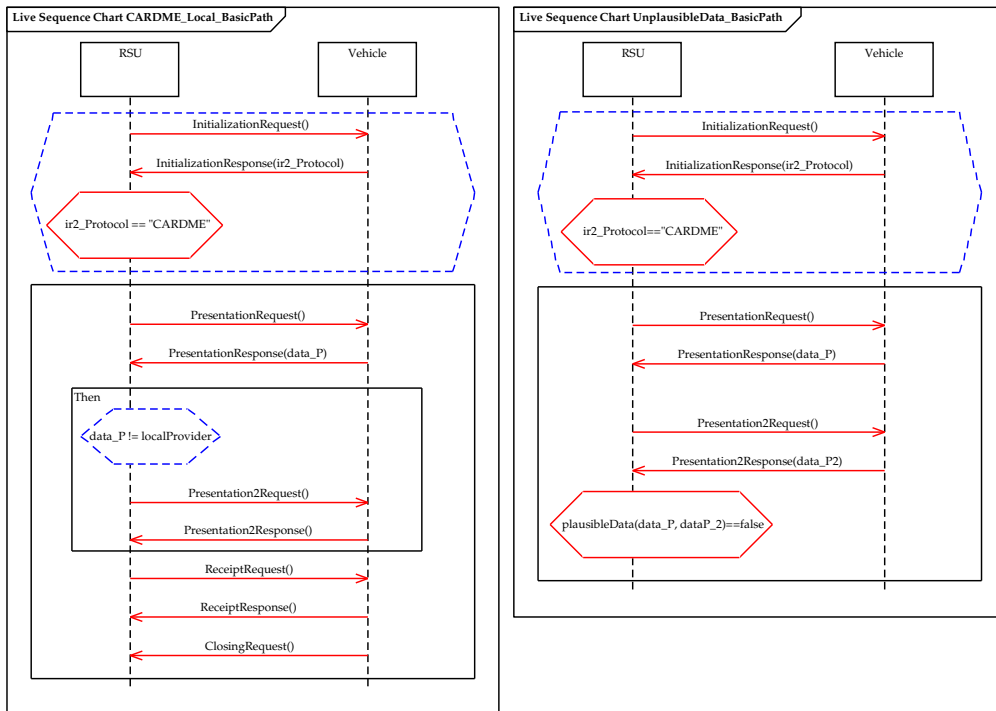 Live Sequence Chart CARDME_Local_BasicPath
RSU
Vehicle
InitializationRequest()
InitializationResponse(ir2_Protocol)
ir2_Protocol == "CARDME"
PresentationRequest()
PresentationResponse(data_P)
Then
data_P != localProvider
Presentation2Request()
Presentation2Response()
ReceiptRequest()
ReceiptResponse()
ClosingRequest()
Live Sequence Chart UnplausibleData_BasicPath
RSU
Vehicle
InitializationRequest()
InitializationResponse(ir2_Protocol)
ir2_Protocol=="CARDME"
PresentationRequest()
PresentationResponse(data_P)
Presentation2Request()
Presentation2Response(data_P2)
plausibleData(data_P, dataP_2)==false